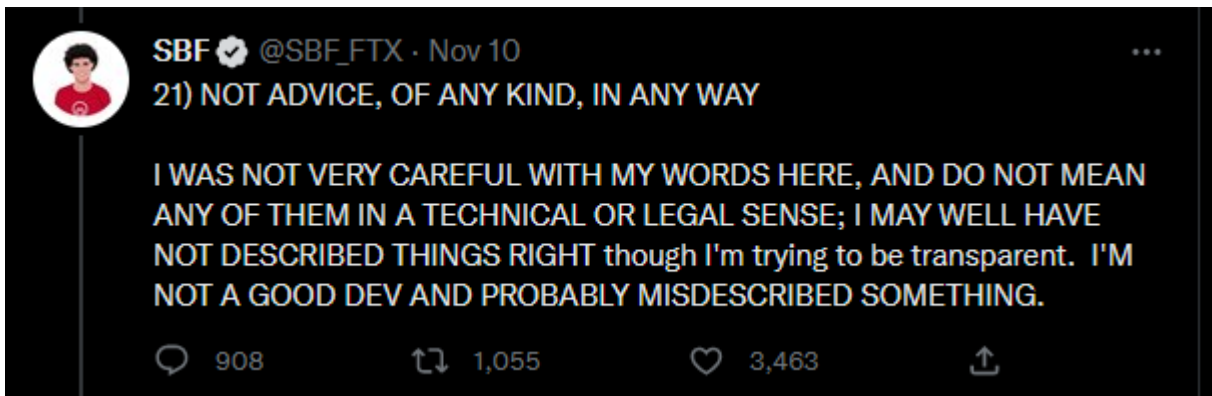 SBF @SBF_FTX · Nov 10
21) NOT ADVICE, OF ANY KIND, IN ANY WAY
I WAS NOT VERY CAREFUL WITH MY WORDS HERE, AND DO NOT MEAN
ANY OF THEM IN A TECHNICAL OR LEGAL SENSE; I MAY WELL HAVE
NOT DESCRIBED THINGS RIGHT though I'm trying to be transparent.  I'M
NOT A GOOD DEV AND PROBABLY MISDESCRIBED SOMETHING.
908 1,055 3,463